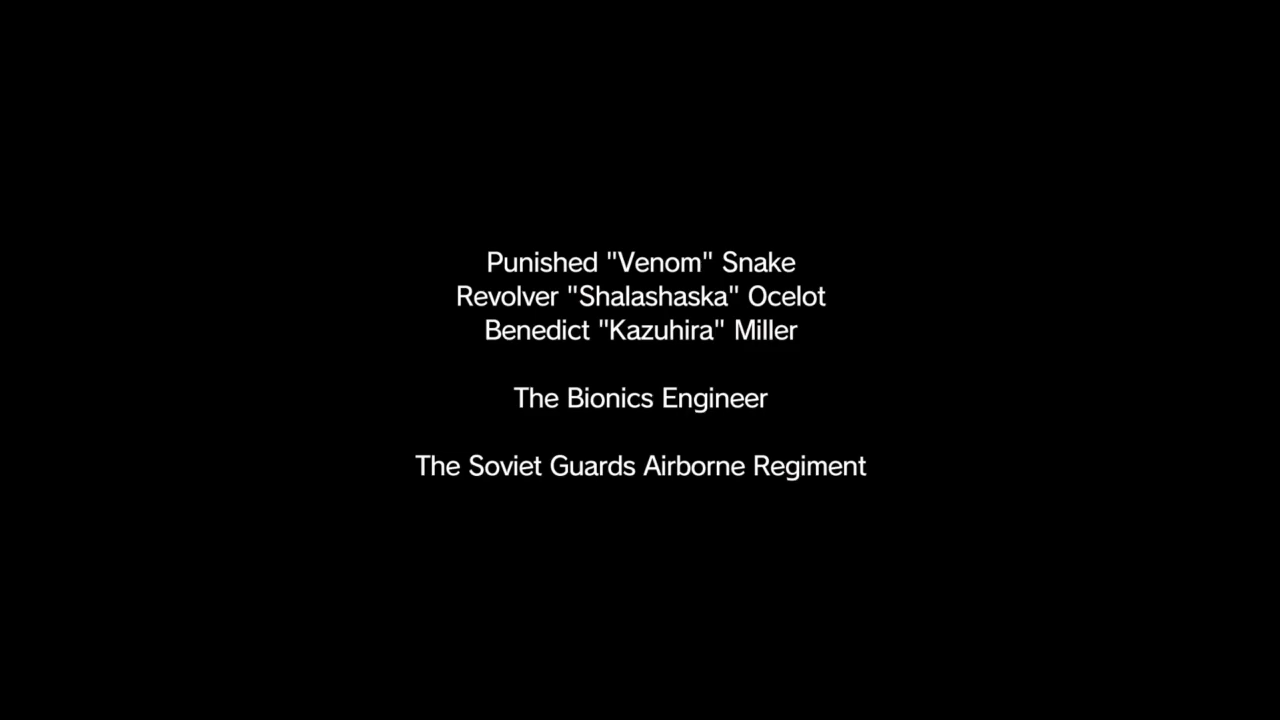 Punished "Venom" Snake
Revolver "Shalashaska" Ocelot
Benedict "Kazuhira" Miller
The Bionics Engineer
The Soviet Guards Airborne Regiment